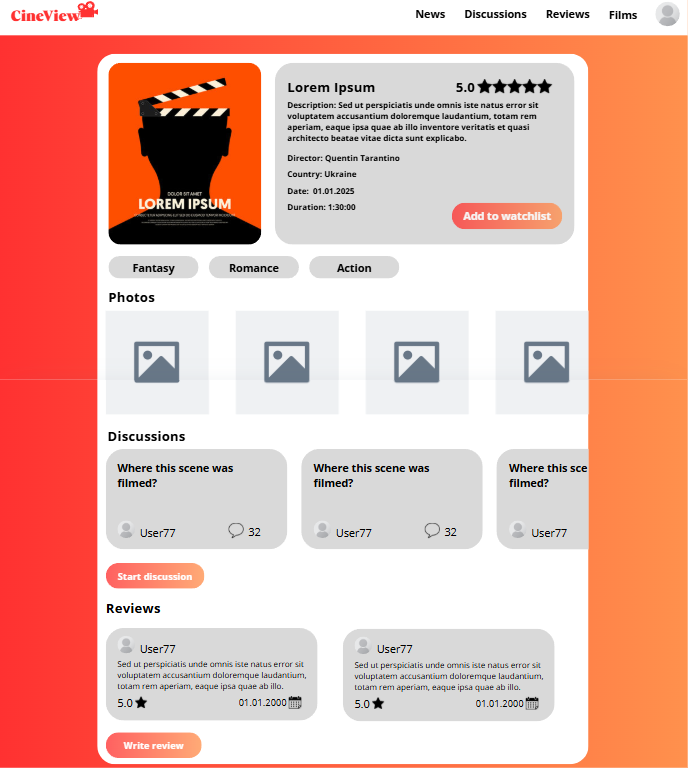 CineView
News Discussions Reviews Films
DOLOR SIT AMET
LOREM IPSUM
Lorem Ipsum 5.0
Description: Sed ut perspiciatis unde omnis iste natus error sit
voluptatem accusantium doloremque laudantium, totam rem
aperiam, eaque ipsa quae ab illo inventore veritatis et quasi
architecto beatae vitae dicta sunt explicabo.
Director: Quentin Tarantino
Country: Ukraine
Date: 01.01.2025
Duration: 1:30:00
Add to watchlist
Fantasy Romance Action
Photos
Discussions
Where this scene was
filmed?
User77 32
Where this scene was
filmed?
User77 32
Where this sce
filmed?
User77
Start discussion
Reviews
User77
Sed ut perspiciatis unde omnis iste natus error sit
voluptatem accusantium doloremque laudantium,
totam rem aperiam, eaque ipsa quae ab illo.
5.0 01.01.2000
User77
Sed ut perspiciatis unde omnis iste natus error sit
voluptatem accusantium doloremque laudantium,
totam rem aperiam, eaque ipsa quae ab illo.
5.0 01.01.2000
Write review